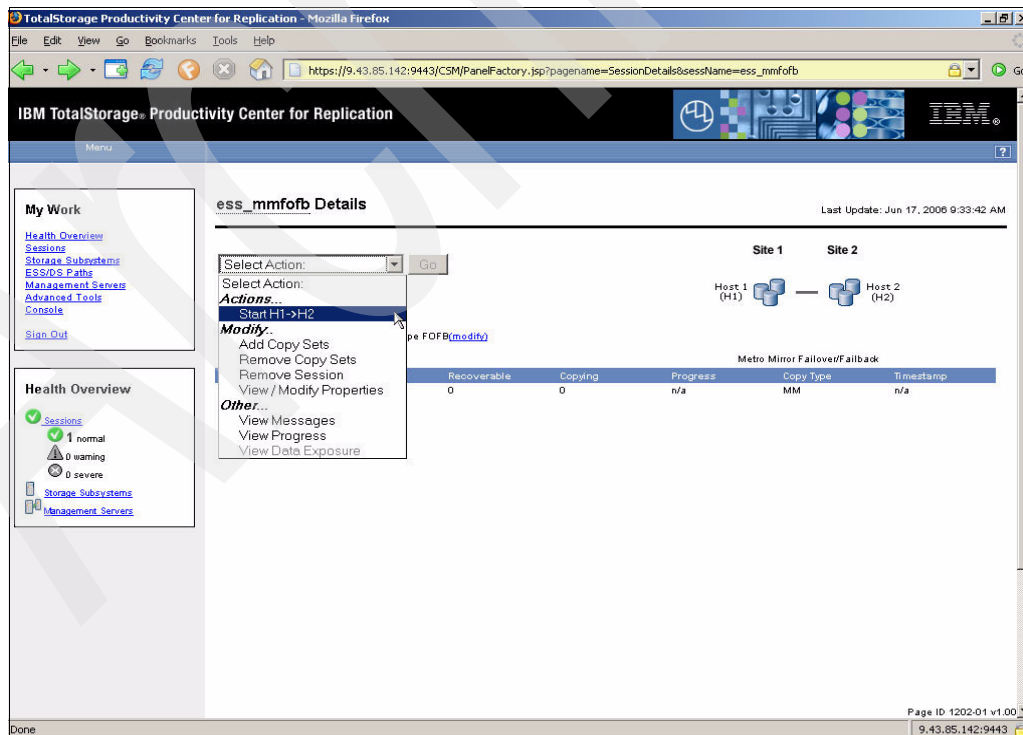 TotalStorage Productivity Center for Replication - Mozilla Firefox
File Edit View Go Bookmarks Tools Help
https://9.43.85.142:9443/CSM/PanelFactory.jsp?pagename=SessionDetails&sessName=ess_mmfofb
IBM TotalStorage® Productivity Center for Replication
IBM®
Menu
?
My Work
Health Overview
Sessions
Storage Subsystems
ESS/DS Paths
Management Servers
Advanced Tools
Console
Sign Out
Health Overview
Sessions
1 normal
0 warning
0 severe
Storage Subsystems
Management Servers
ess_mmfofb Details
Last Update: Jun 17, 2006 9:33:42 AM
Select Action: Go
Select Action:
Actions...
Start H1->H2
Modify..
Add Copy Sets
Remove Copy Sets
Remove Session
View / Modify Properties
Other...
View Messages
View Progress
View Data Exposure
pe FOFB(modify)
Site 1 Site 2
Host 1 (H1)
Host 2 (H2)
Metro Mirror Failover/Failback
Recoverable Copying Progress Copy Type Timestamp
0 0 n/a MM n/a
Page ID 1202-01 v1.00
Done 9.43.85.142:9443